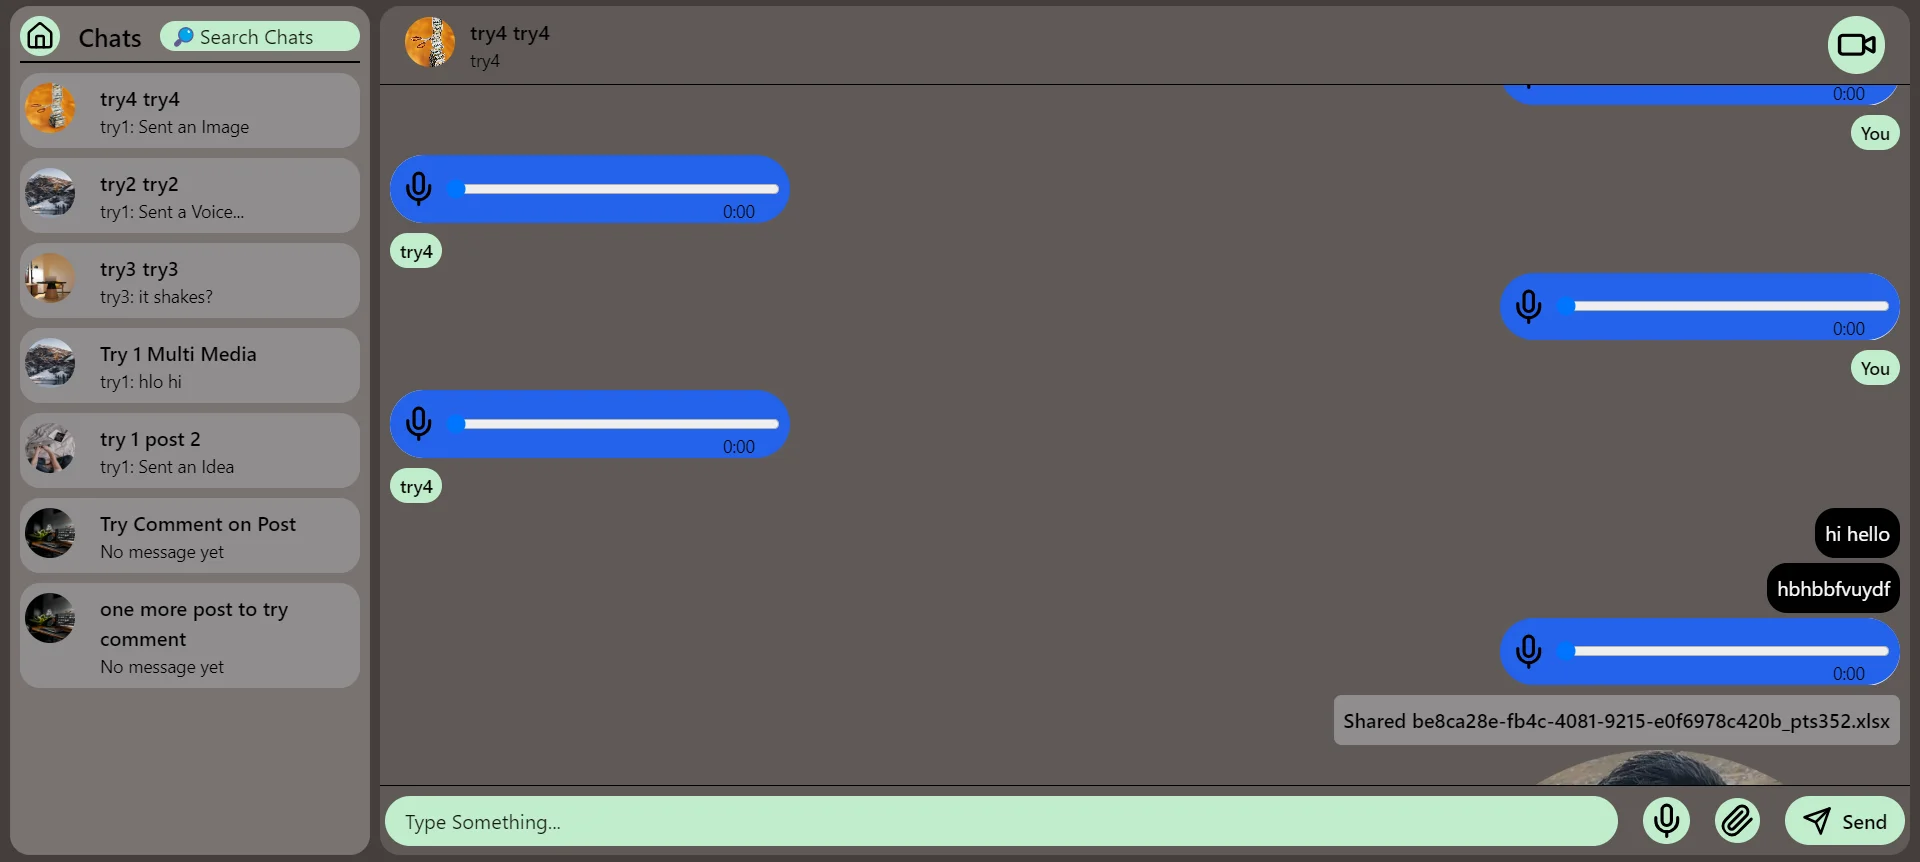 Chats
Search Chats
try4 try4
try1: Sent an Image
try2 try2
try1: Sent a Voice...
try3 try3
try3: it shakes?
Try 1 Multi Media
try1: hlo hi
try 1 post 2
try1: Sent an Idea
Try Comment on Post
No message yet
one more post to try
comment
No message yet
try4 try4
try4
0:00
You
0:00
try4
0:00
You
0:00
try4
hi hello
hbhbbfvuydf
0:00
Shared be8ca28e-fb4c-4081-9215-e0f6978c420b_pts352.xlsx
Type Something...
Send